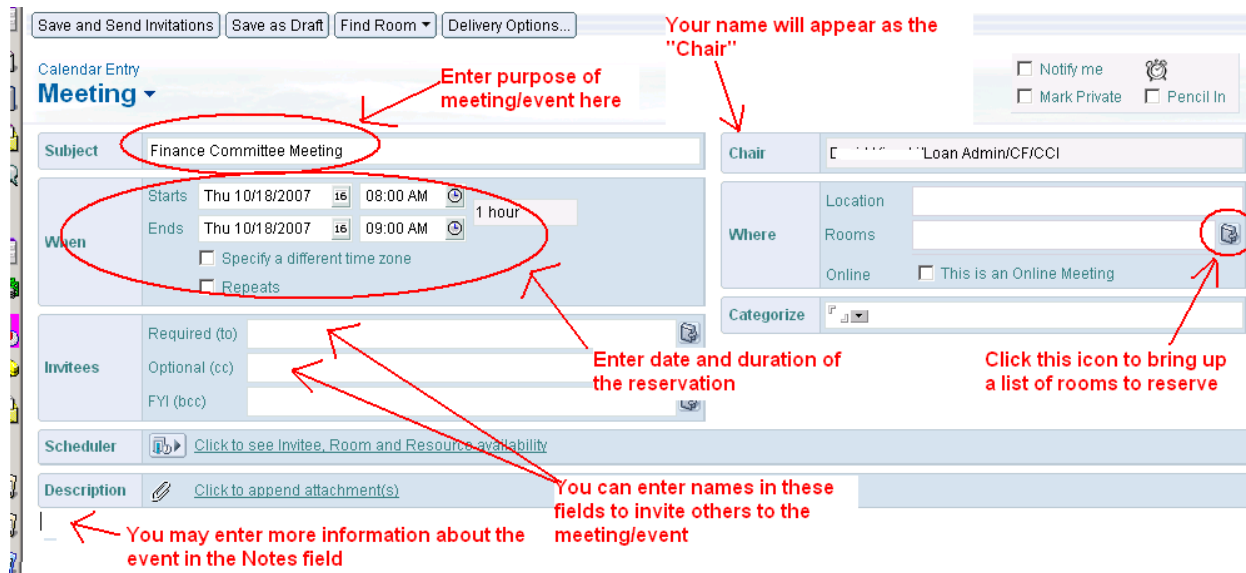 Save and Send Invitations Save as Draft Find Room Delivery Options...
Your name will appear as the
"Chair"
Calendar Entry
Meeting
Enter purpose of
meeting/event here
Notify me
Mark Private Pencil In
Subject Finance Committee Meeting
Chair Loan Admin/CF/CCI
When
Starts Thu 10/18/2007 16 08:00 AM
1 hour
Ends Thu 10/18/2007 16 09:00 AM
Specify a different time zone
Repeats
Where
Location
Rooms
Online This is an Online Meeting
Categorize
Invitees
Required (to)
Optional (cc)
FYI (bcc)
Enter date and duration of
the reservation
Click this icon to bring up
a list of rooms to reserve
Scheduler Click to see Invitee, Room and Resource availability
Description Click to append attachment(s)
You can enter names in these
fields to invite others to the
meeting/event
You may enter more information about the
event in the Notes field